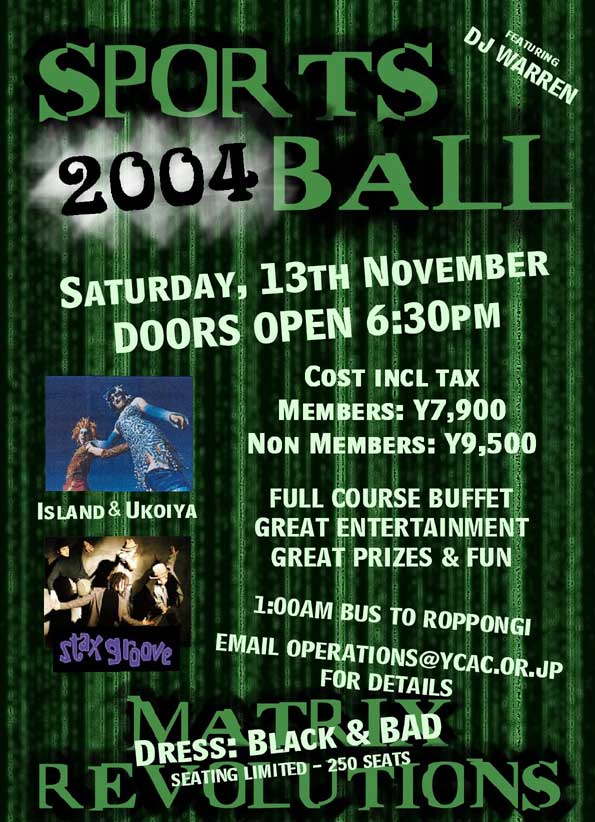 FEATURING
DJ WARREN
SPORTS
2004 BALL
SATURDAY, 13TH NOVEMBER
DOORS OPEN 6:30PM
COST INCL TAX
MEMBERS: Y7,900
NON MEMBERS: Y9,500
ISLAND & UKOIYA
FULL COURSE BUFFET
GREAT ENTERTAINMENT
GREAT PRIZES & FUN
stax groove
1:00AM BUS TO ROPPONGI
EMAIL OPERATIONS@YCAC.OR.JP
FOR DETAILS
MATRIX
DRESS: BLACK & BAD
SEATING LIMITED - 250 SEATS
REVOLUTIONS